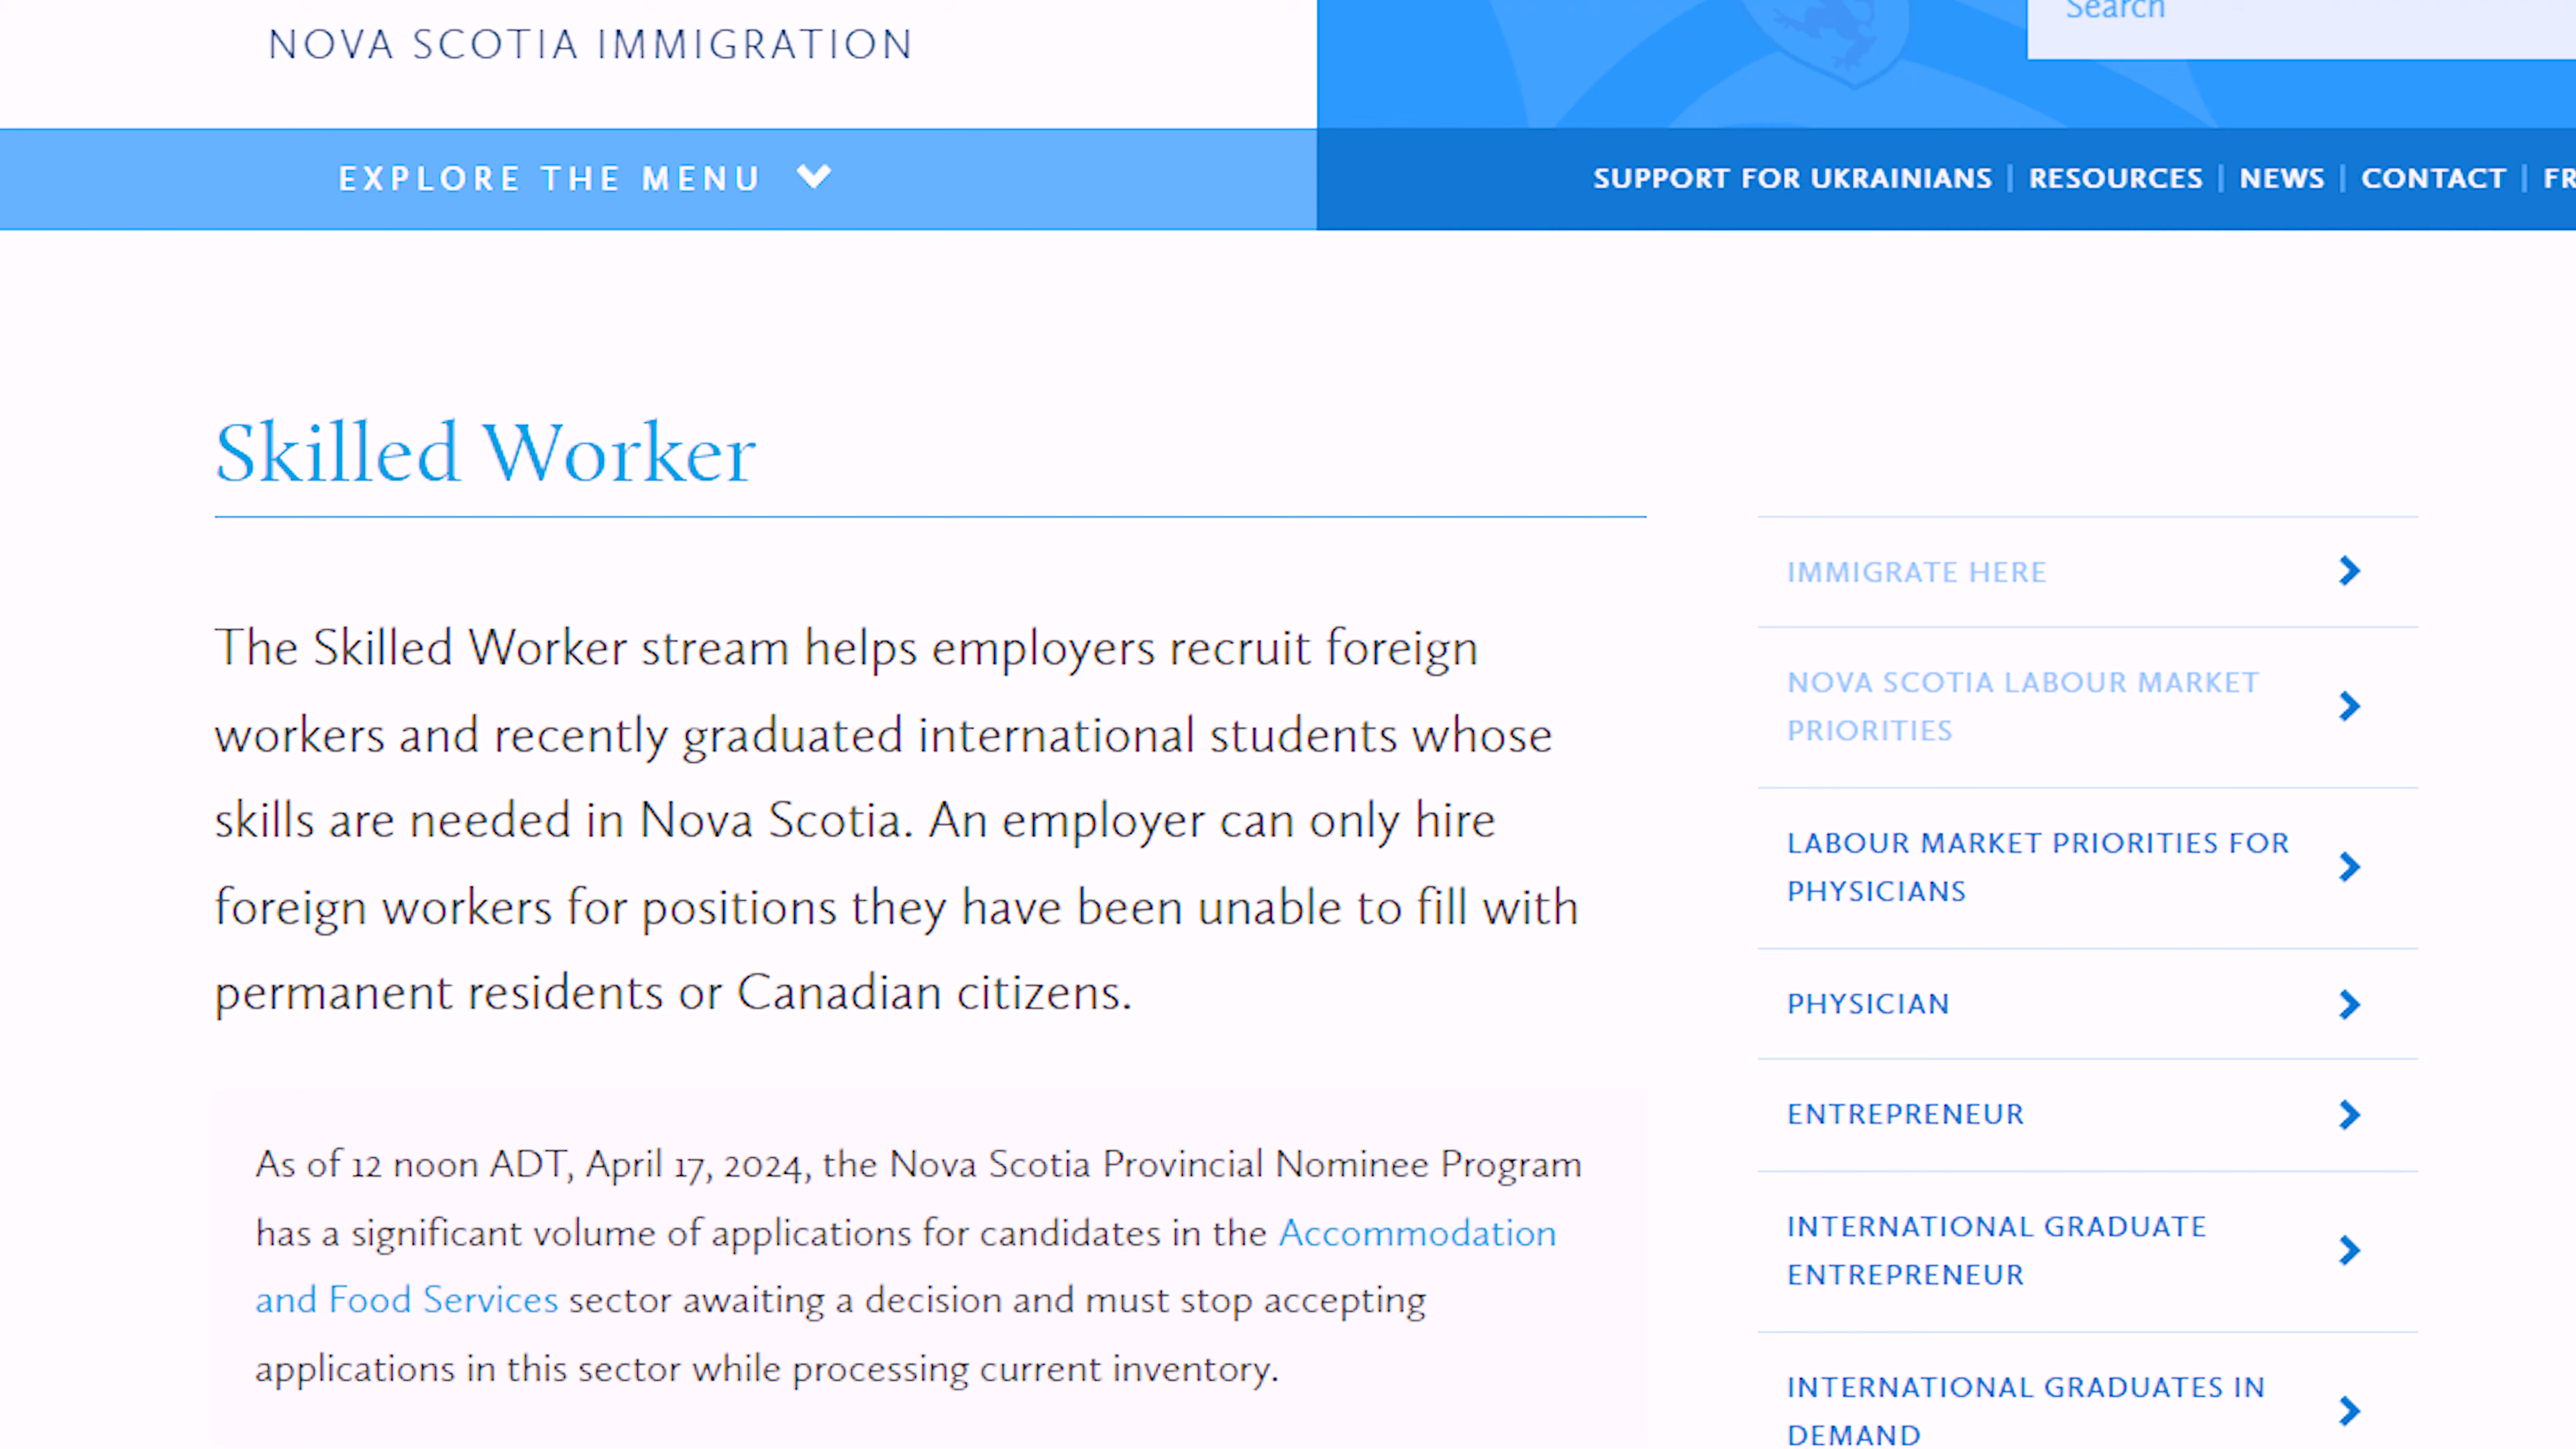 NOVA SCOTIA IMMIGRATION
Search
EXPLORE THE MENU
SUPPORT FOR UKRAINIANS | RESOURCES | NEWS | CONTACT |
Skilled Worker
The Skilled Worker stream helps employers recruit foreign
workers and recently graduated international students whose
skills are needed in Nova Scotia. An employer can only hire
foreign workers for positions they have been unable to fill with
permanent residents or Canadian citizens.
As of 12 noon ADT, April 17, 2024, the Nova Scotia Provincial Nominee Program
has a significant volume of applications for candidates in the Accommodation
and Food Services sector awaiting a decision and must stop accepting
applications in this sector while processing current inventory.
IMMIGRATE HERE
NOVA SCOTIA LABOUR MARKET
PRIORITIES
LABOUR MARKET PRIORITIES FOR
PHYSICIANS
PHYSICIAN
ENTREPRENEUR
INTERNATIONAL GRADUATE
ENTREPRENEUR
INTERNATIONAL GRADUATES IN
DEMAND